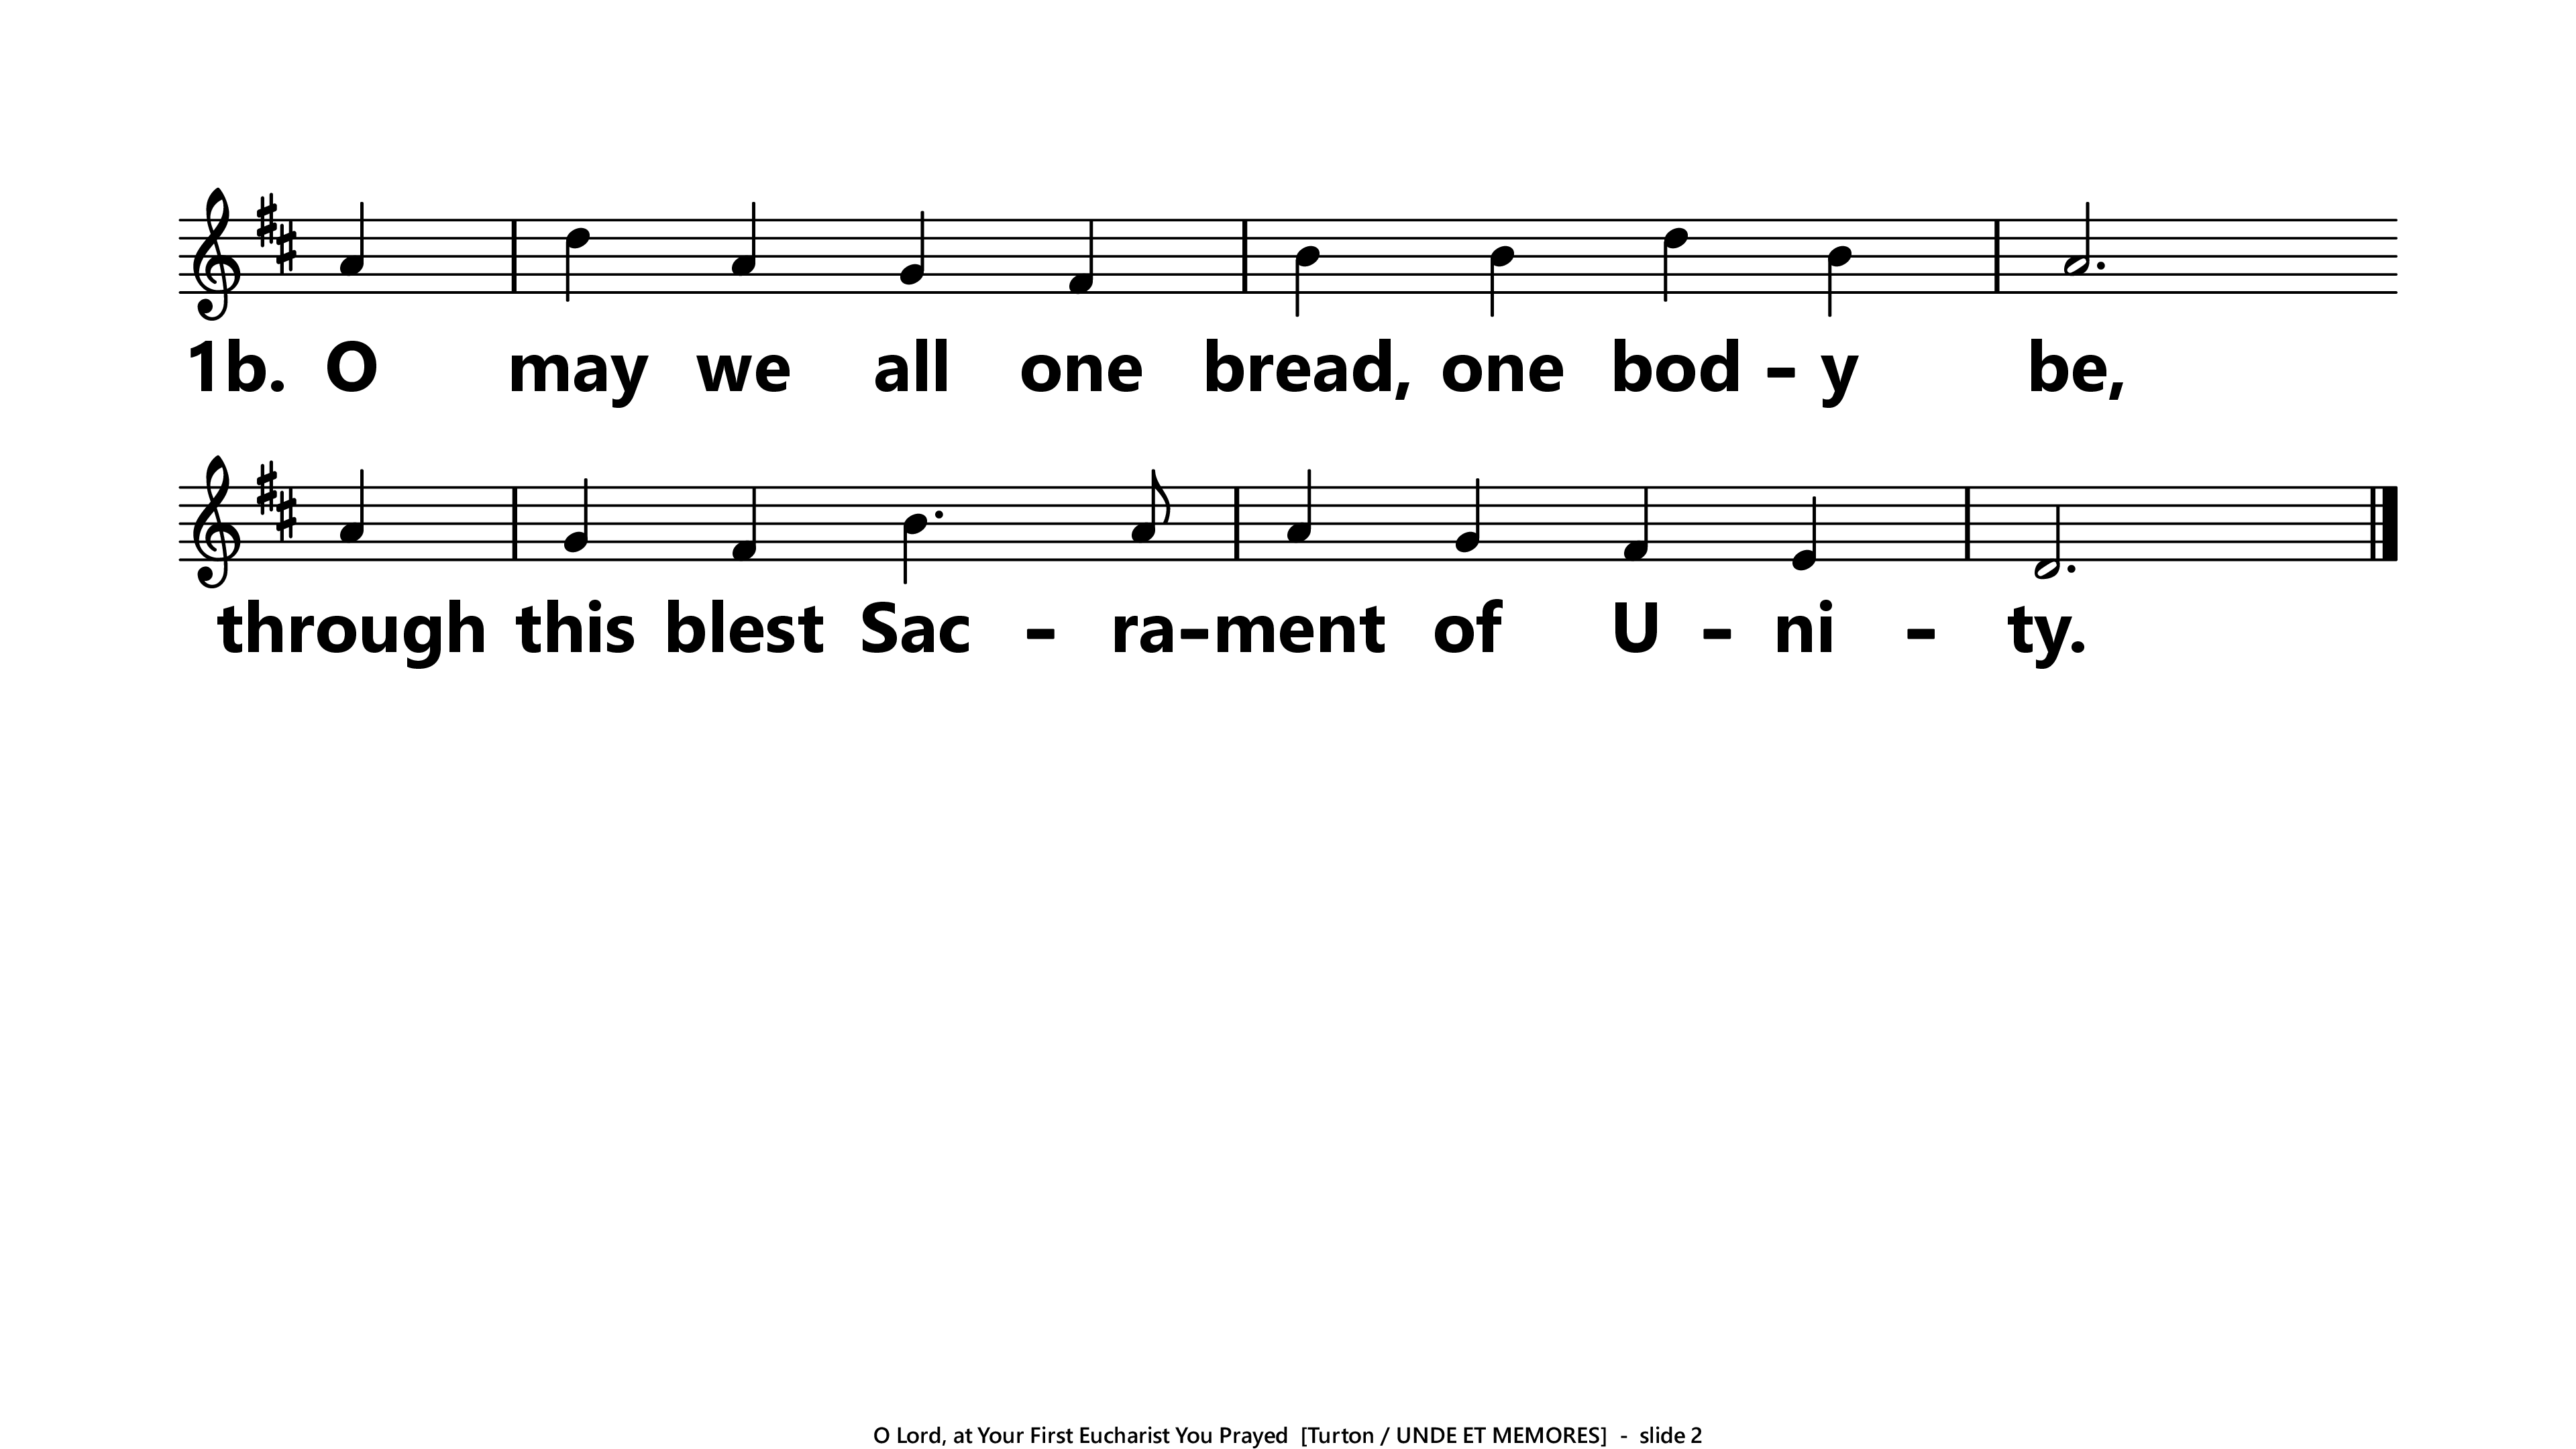 1b. O may we all one bread, one bod - y be,
through this blest Sac - ra-ment of U - ni - ty.
O Lord, at Your First Eucharist You Prayed [Turton / UNDE ET MEMORES] - slide 2